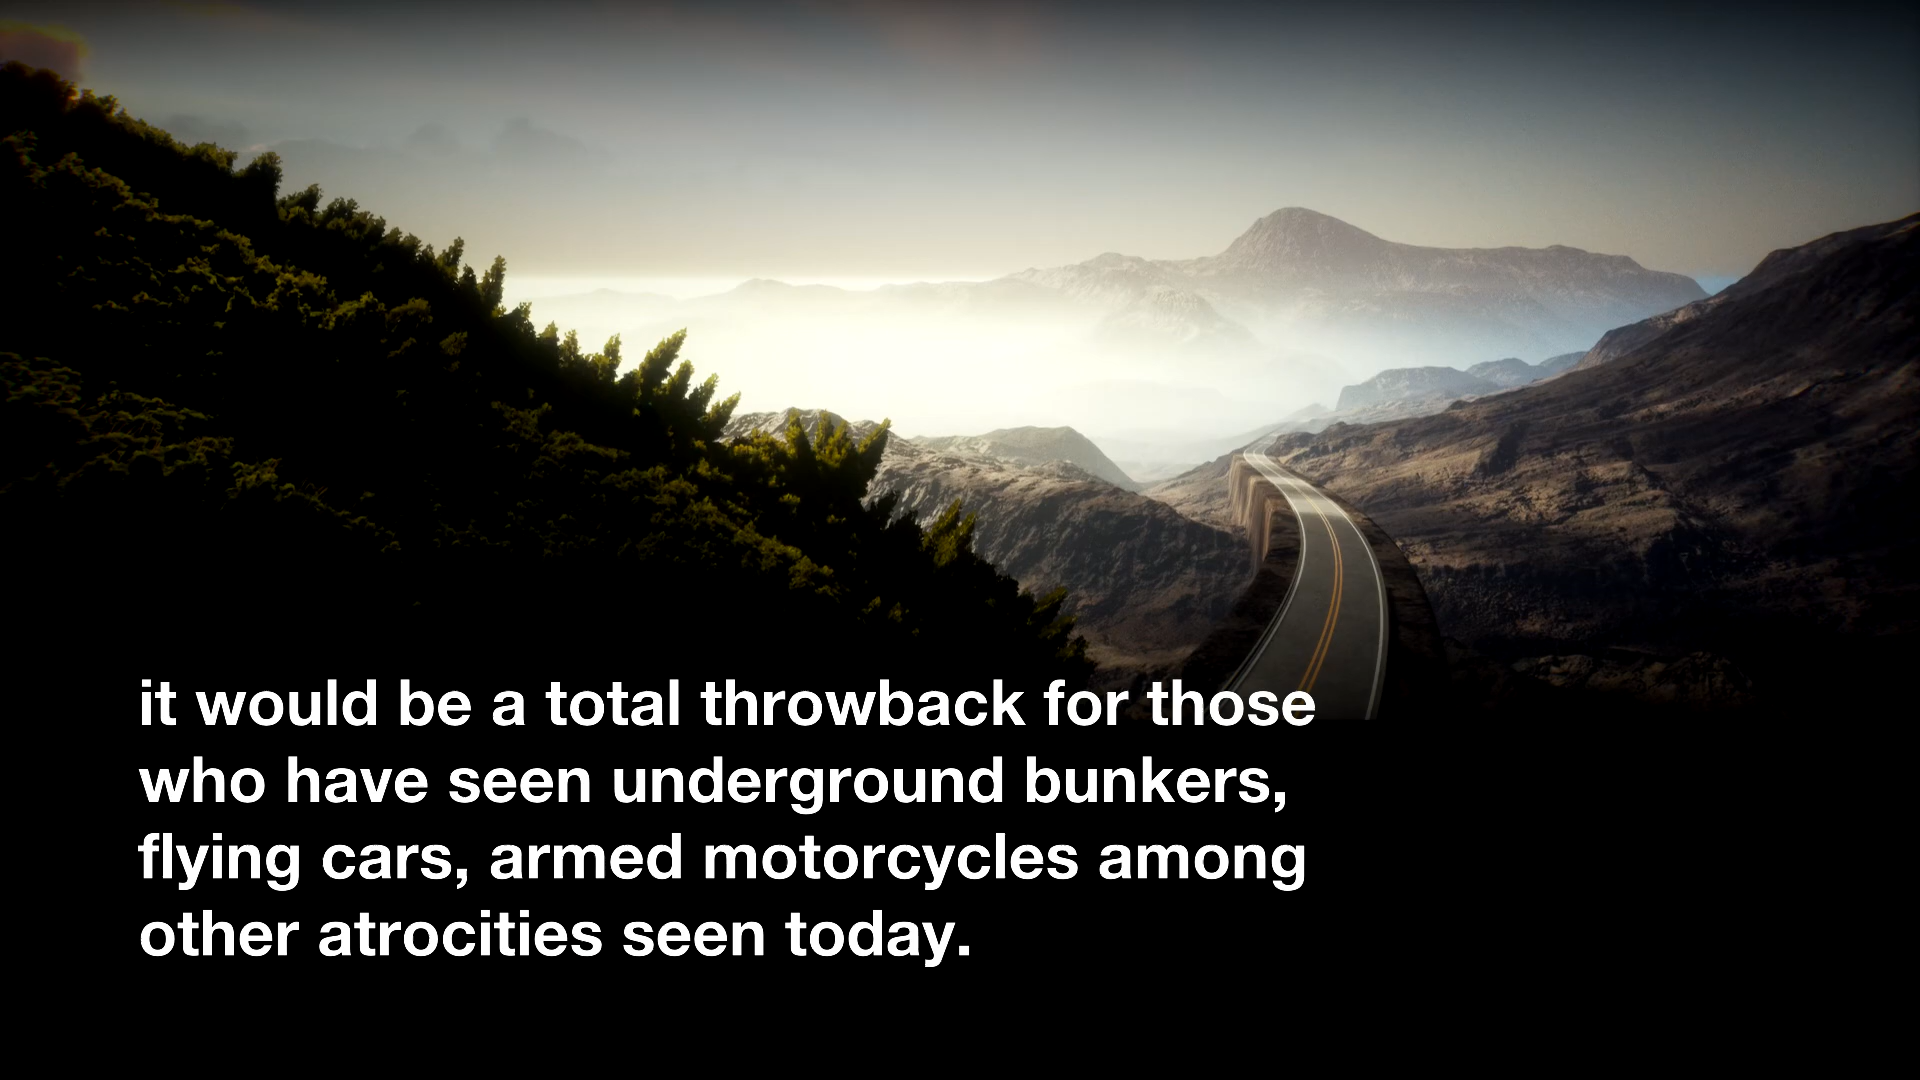 it would be a total throwback for those
who have seen underground bunkers,
flying cars, armed motorcycles among
other atrocities seen today.